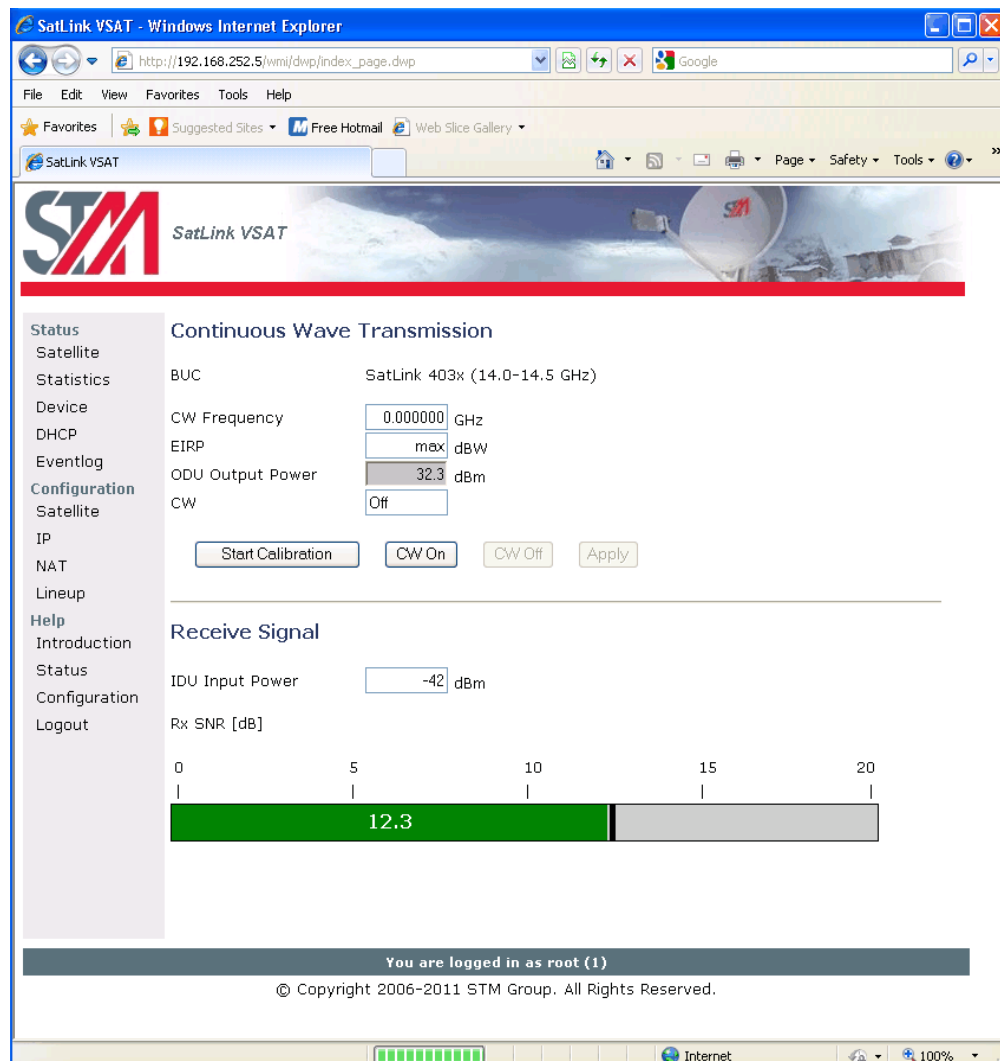 SatLink VSAT - Windows Internet Explorer
http://192.168.252.5/wmi/dwp/index_page.dwp
Google
File Edit View Favorites Tools Help
Favorites Suggested Sites Free Hotmail Web Slice Gallery
SatLink VSAT
Page Safety Tools »
STM
SatLink VSAT
STM
Status
Satellite
Statistics
Device
DHCP
Eventlog
Configuration
Satellite
IP
NAT
Lineup
Help
Introduction
Status
Configuration
Logout
Continuous Wave Transmission
BUC SatLink 403x (14.0-14.5 GHz)
CW Frequency 0.000000 GHz
EIRP max dBW
ODU Output Power 32.3 dBm
CW Off
Start Calibration CW On CW Off Apply
Receive Signal
IDU Input Power -42 dBm
Rx SNR [dB]
0 5 10 15 20
12.3
You are logged in as root (1)
© Copyright 2006-2011 STM Group. All Rights Reserved.
Internet 100%